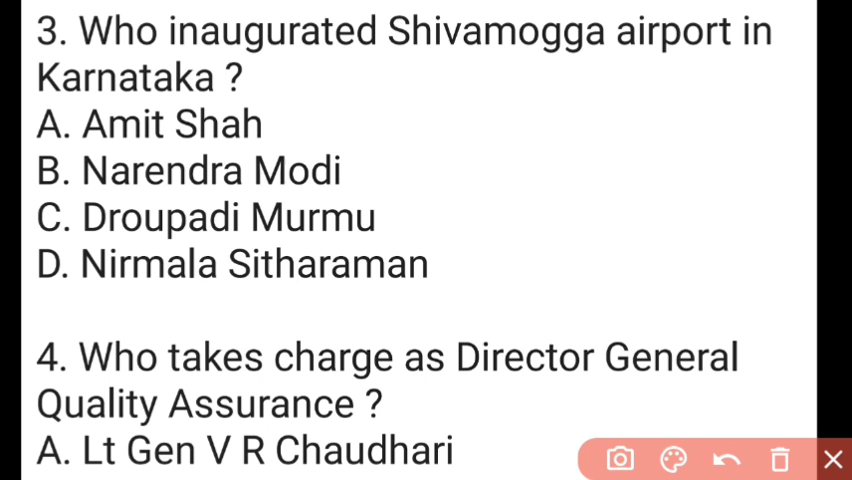 3. Who inaugurated Shivamogga airport in
Karnataka ?
A. Amit Shah
B. Narendra Modi
C. Droupadi Murmu
D. Nirmala Sitharaman
4. Who takes charge as Director General
Quality Assurance ?
A. Lt Gen V R Chaudhari